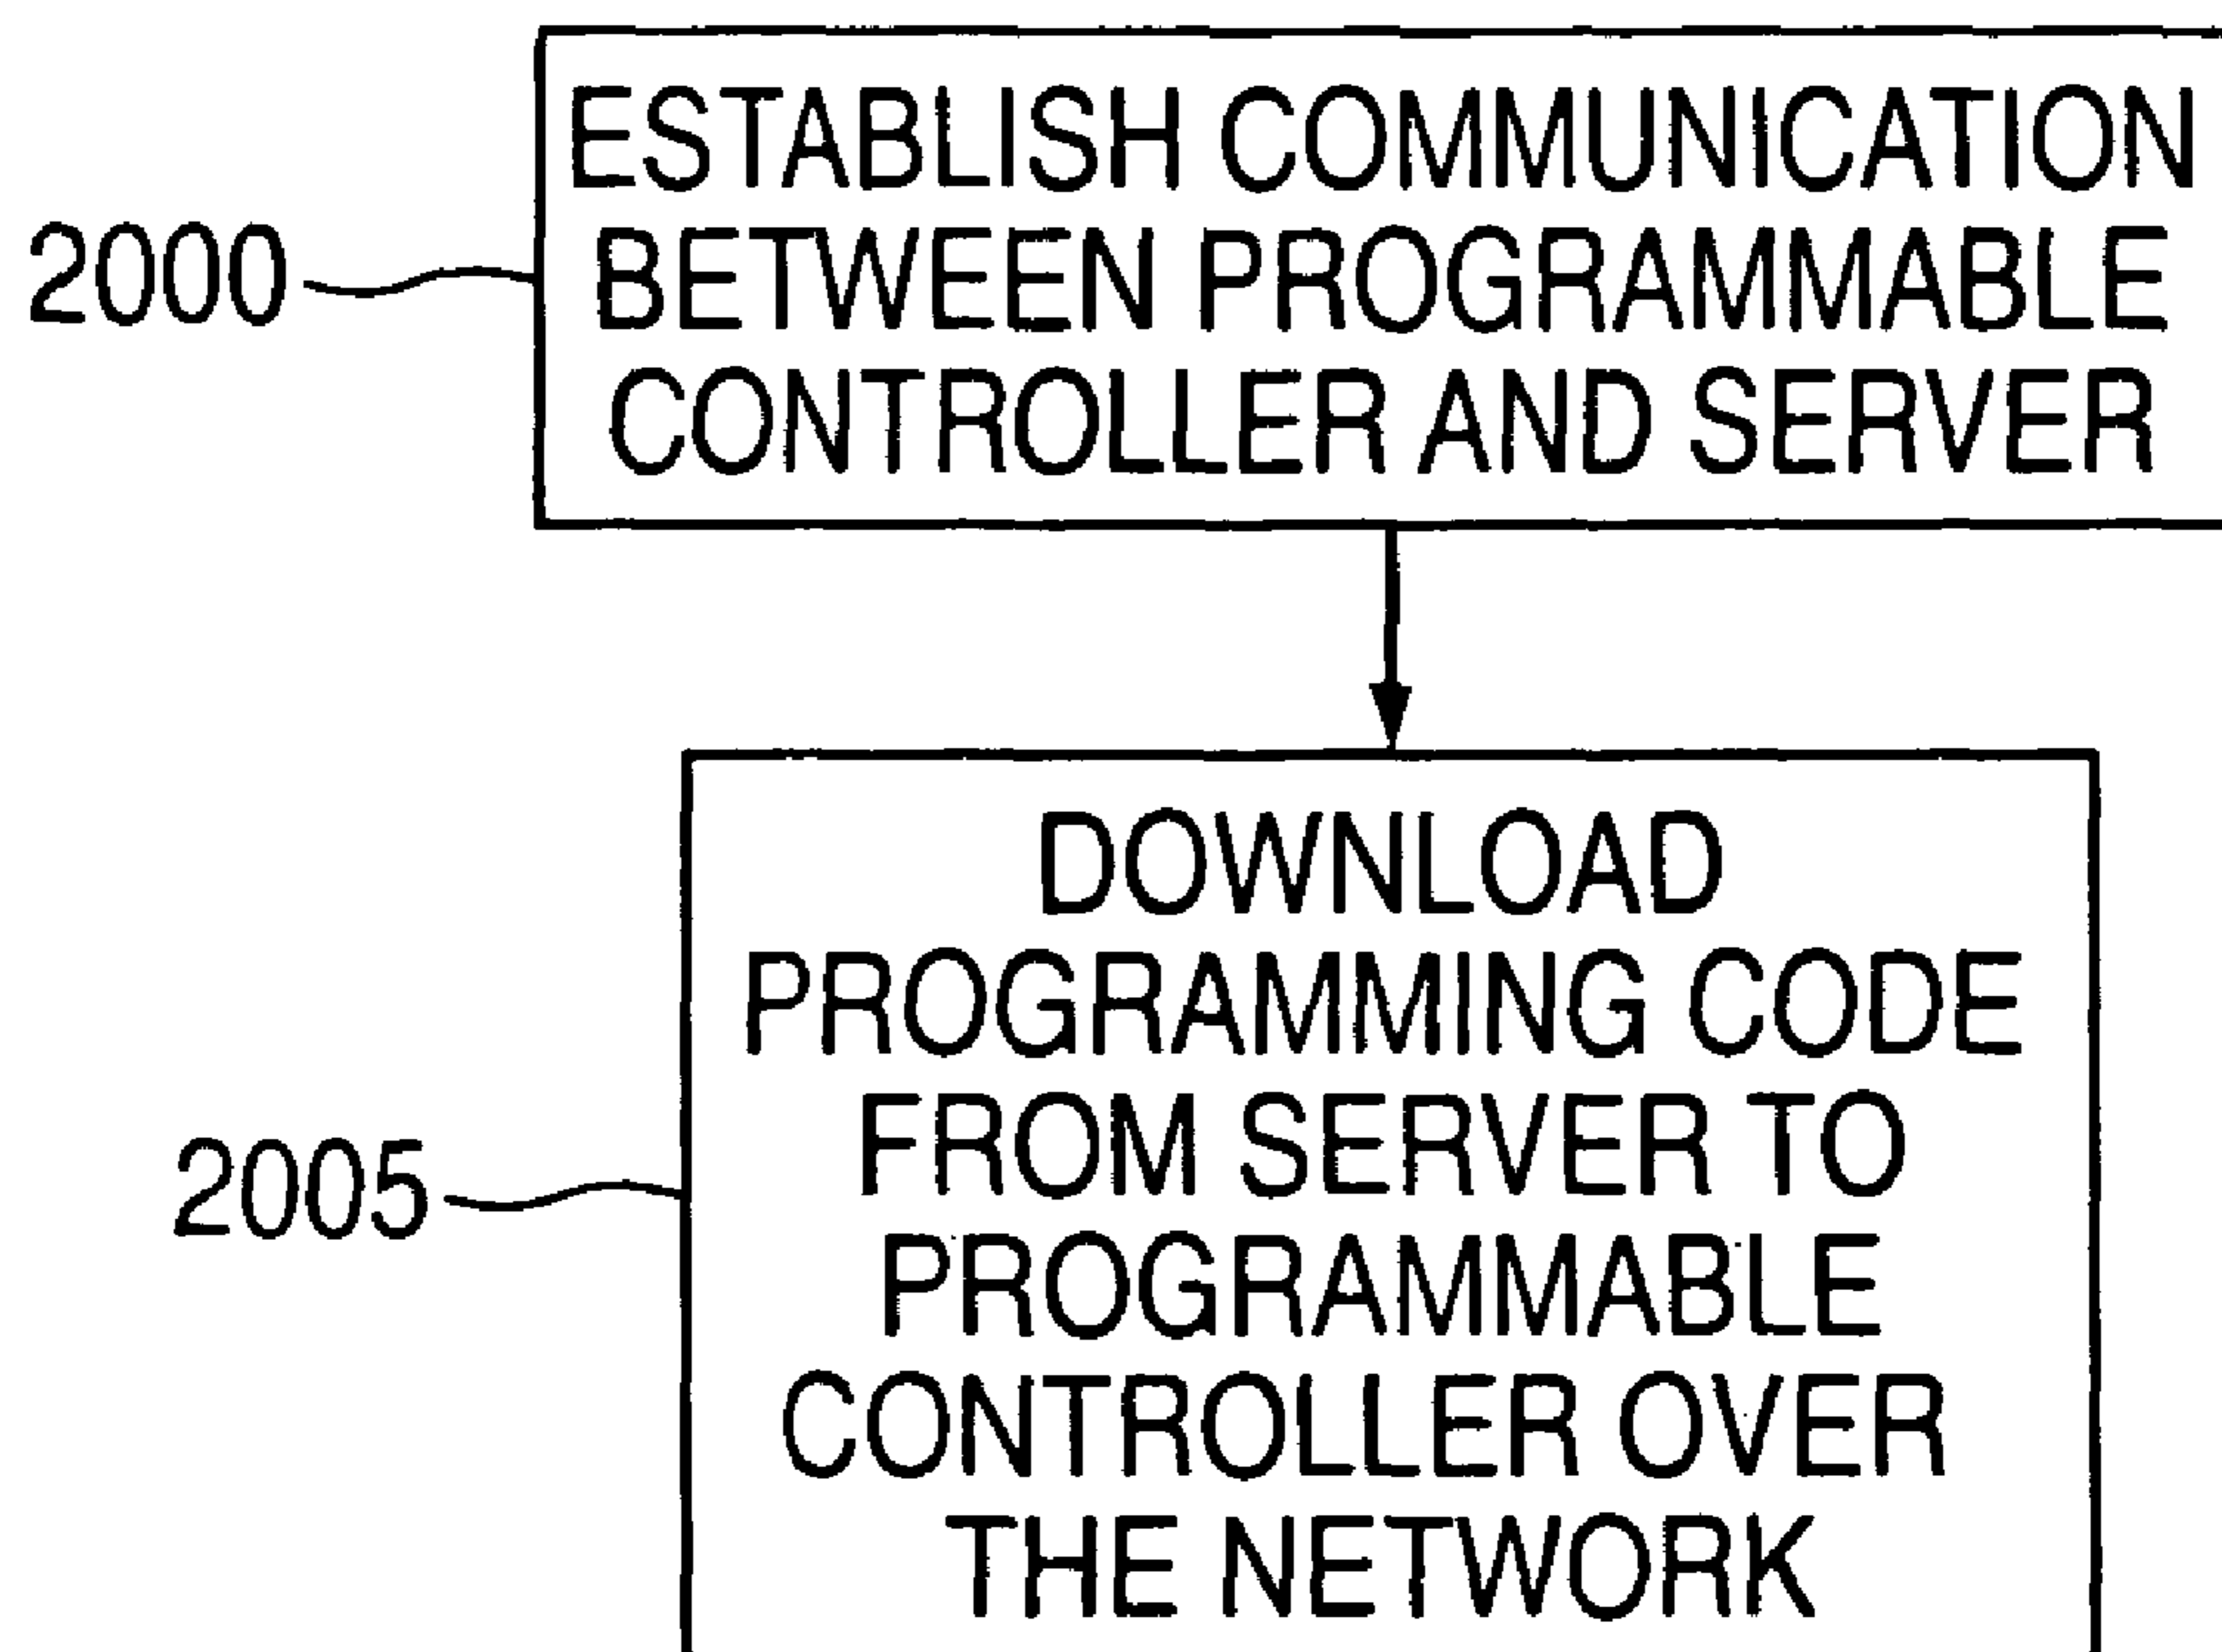 ESTABLISH COMMUNICATION
BETWEEN PROGRAMMABLE
CONTROLLER AND SERVER
2000
DOWNLOAD
PROGRAMMING CODE
FROM SERVER TO
PROGRAMMABLE
CONTROLLER OVER
THE NETWORK
2005